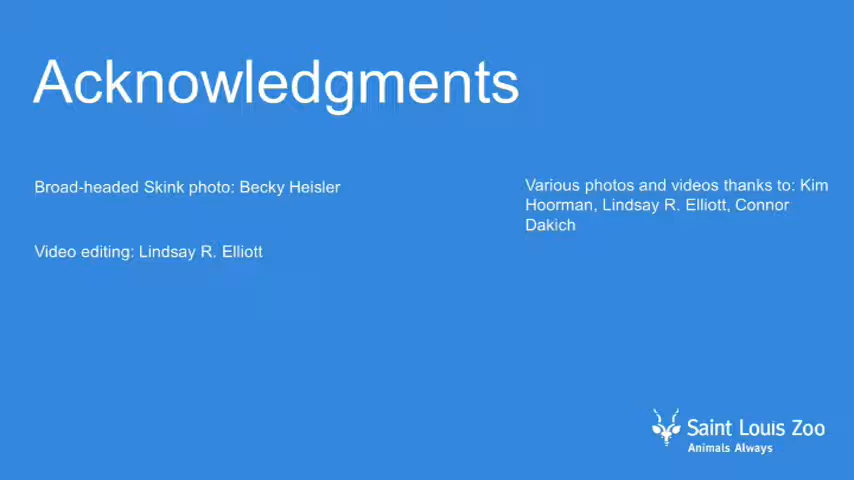 Acknowledgments
Broad-headed Skink photo: Becky Heisler
Video editing: Lindsay R. Elliott
Various photos and videos thanks to: Kim
Hoorman, Lindsay R. Elliott, Connor
Dakich
Saint Louis Zoo
Animals Always